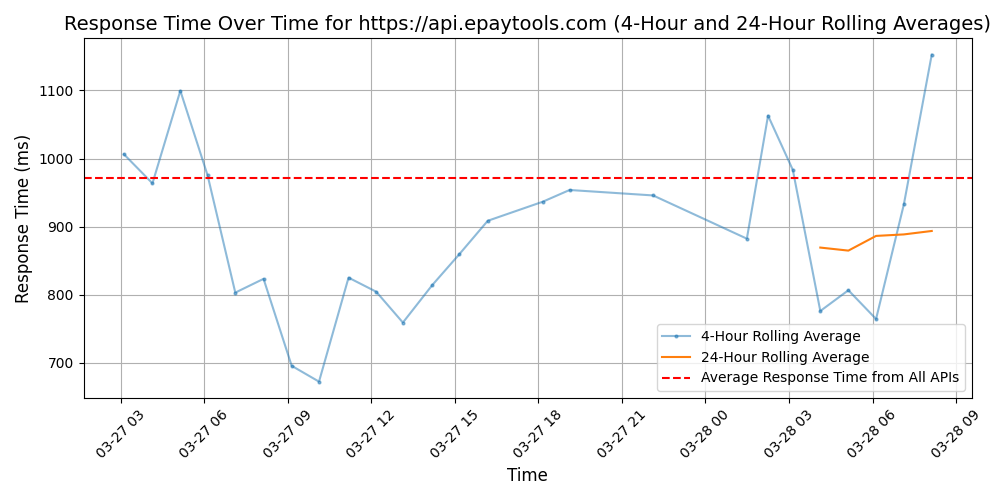 Response Time Over Time for https://api.epaytools.com (4-Hour and 24-Hour Rolling Averages)
Response Time (ms)
1100
1000
900
800
700
4-Hour Rolling Average
24-Hour Rolling Average
Average Response Time from All APIs
03-27 03
03-27 06
03-27 09
03-27 12
03-27 15
03-27 18
03-27 21
03-28 00
03-28 03
03-28 06
03-28 09
Time